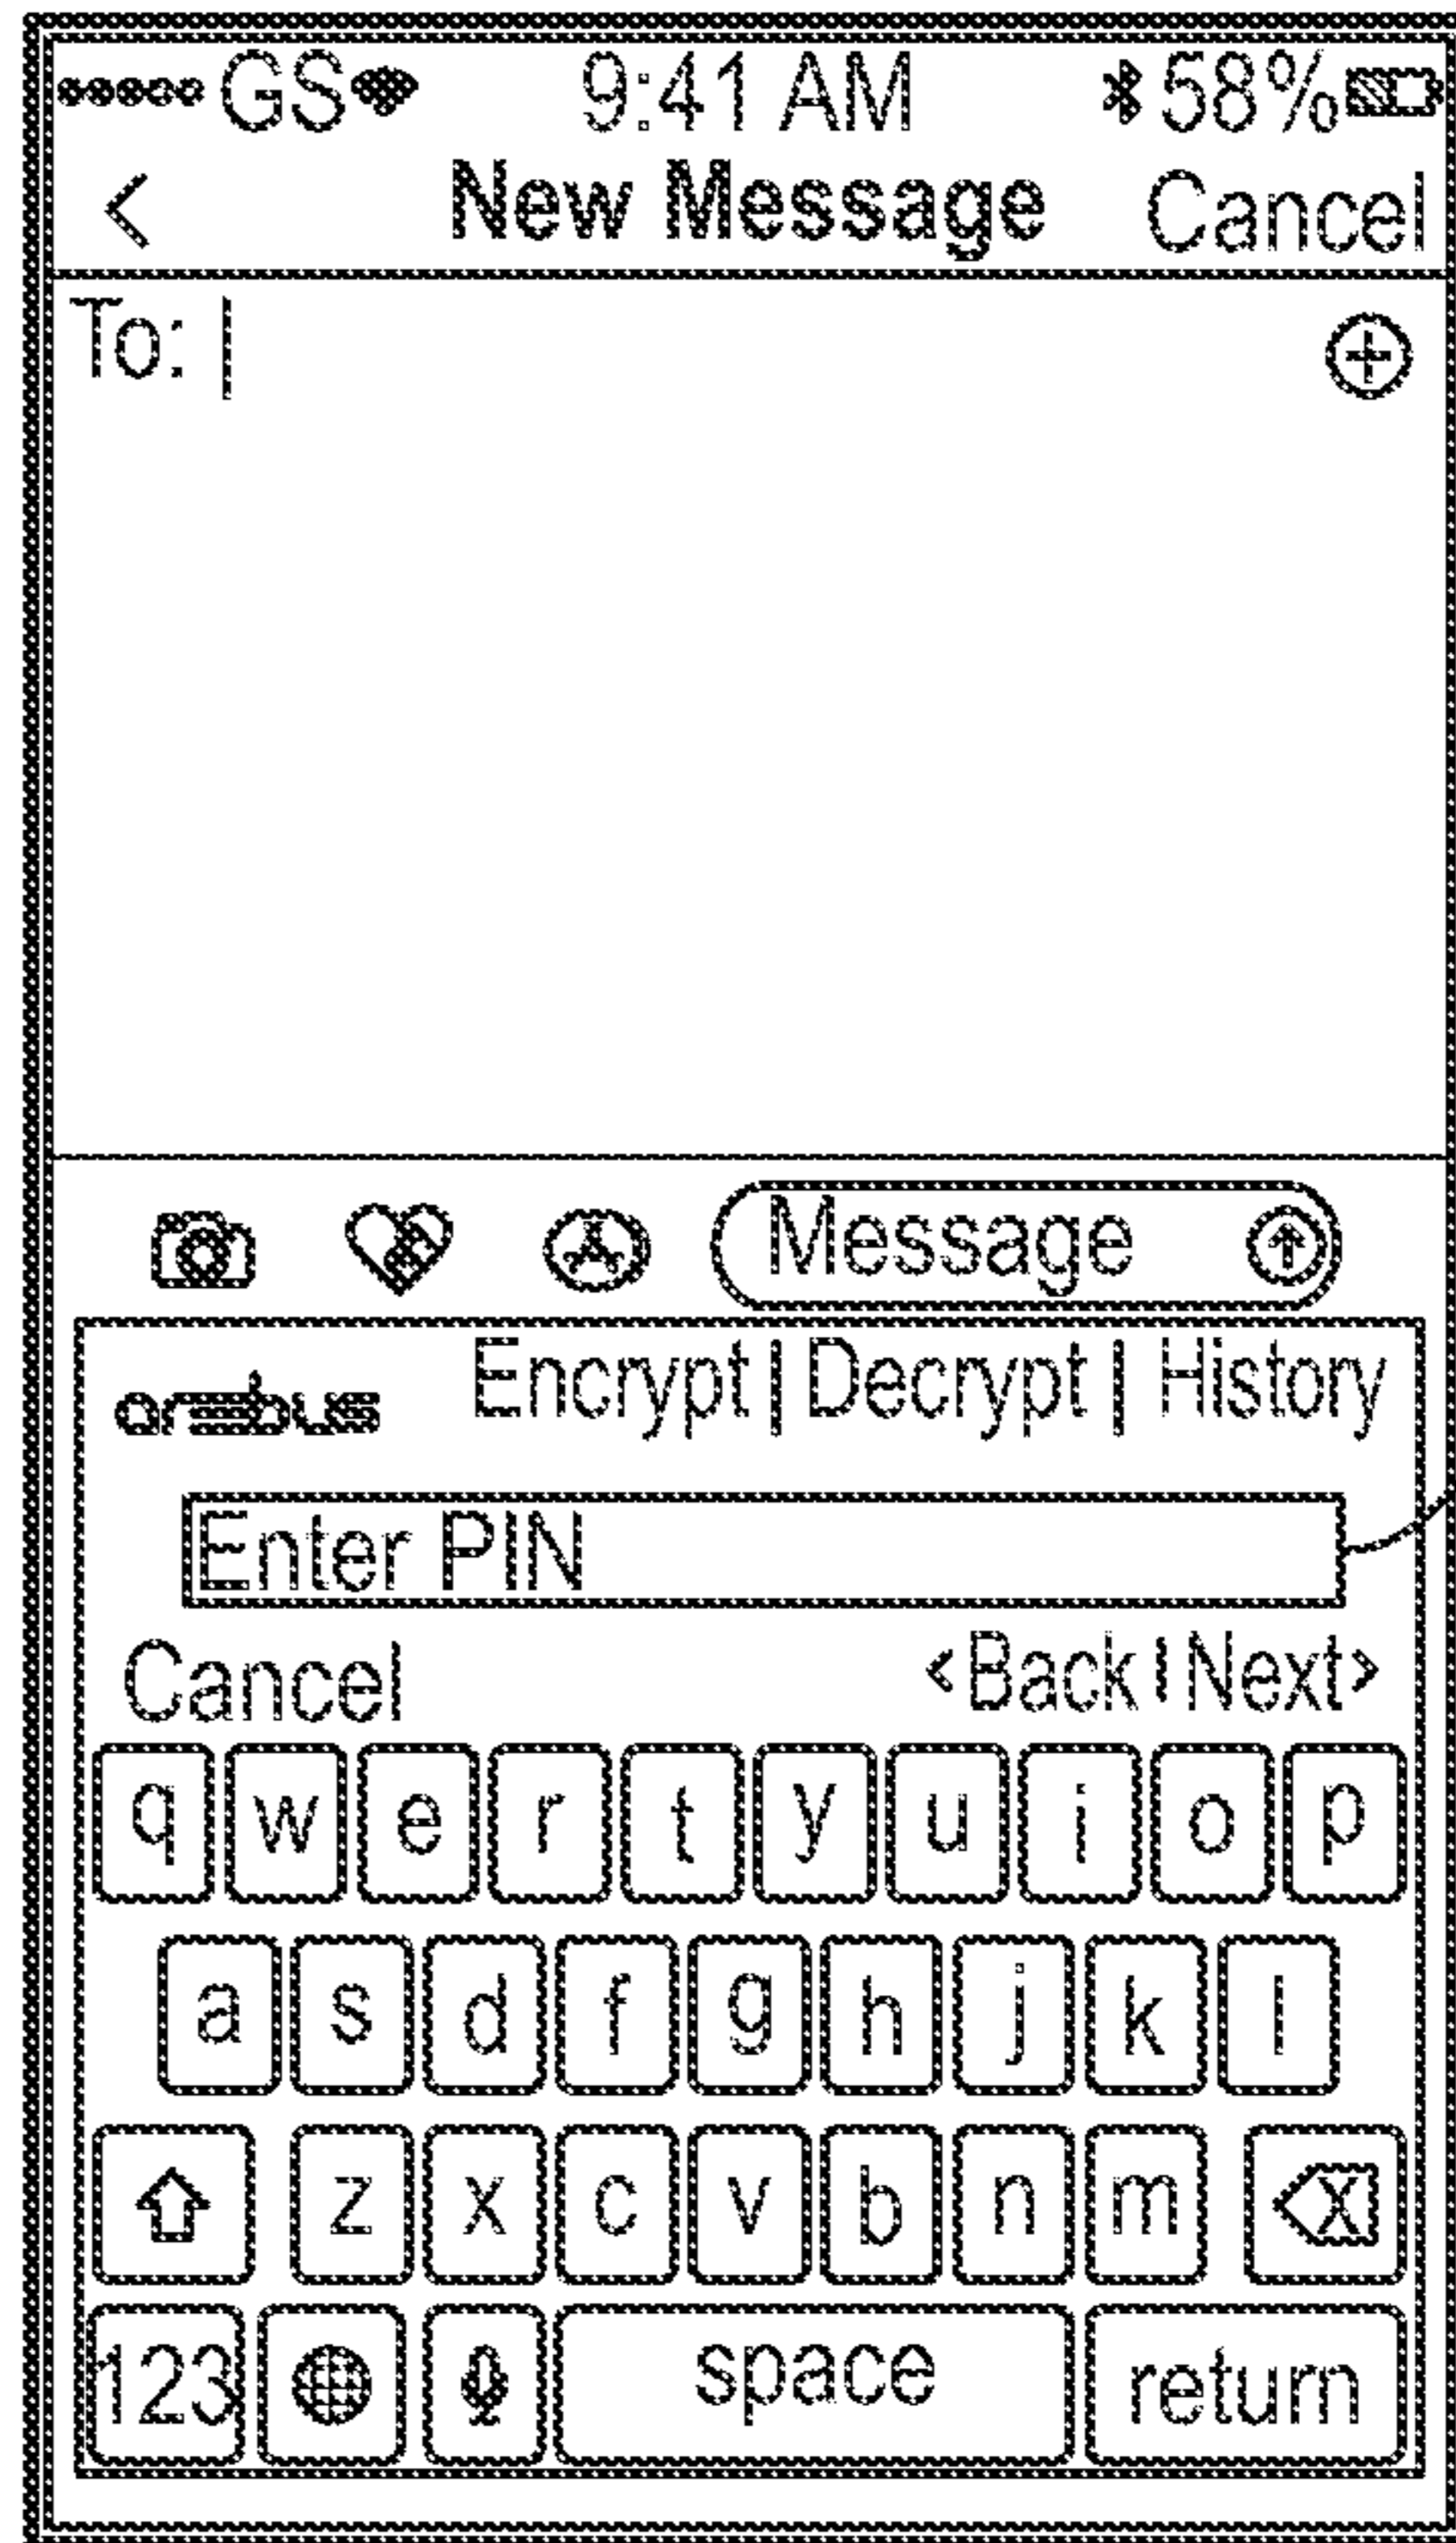 GS 9:41 AM 58%
< New Message Cancel
To:
Message
Encrypt | Decrypt | History
Enter PIN
Cancel <Back | Next>
q w e r t y u i o p
a s d f g h j k l
z x c v b n m X
123 space return